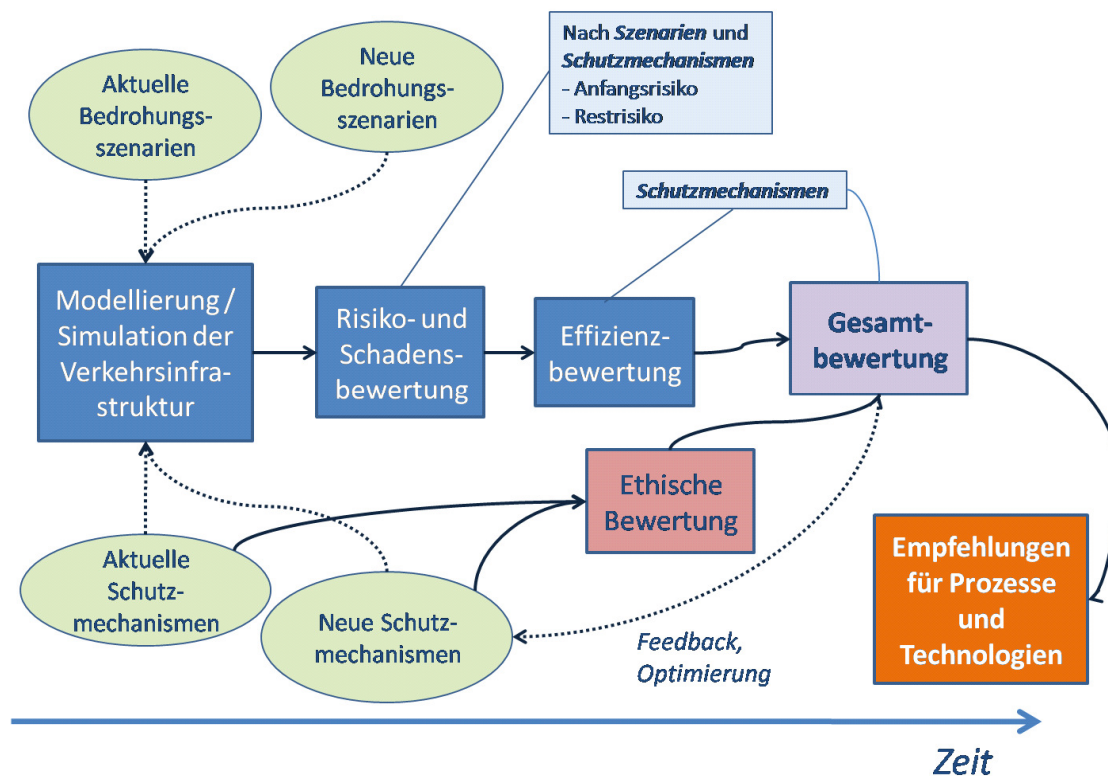 Aktuelle
Bedrohungs-
szenarien
Neue
Bedrohungs-
szenarien
Nach Szenarien und
Schutzmechanismen
- Anfangsrisiko
- Restrisiko
Schutzmechanismen
Modellierung /
Simulation der
Verkehrsinfra-
struktur
Risiko- und
Schadens-
bewertung
Effizienz-
bewertung
Gesamt-
bewertung
Ethische
Bewertung
Aktuelle
Schutz-
mechanismen
Neue Schutz-
mechanismen
Feedback,
Optimierung
Empfehlungen
für Prozesse
und
Technologien
Zeit